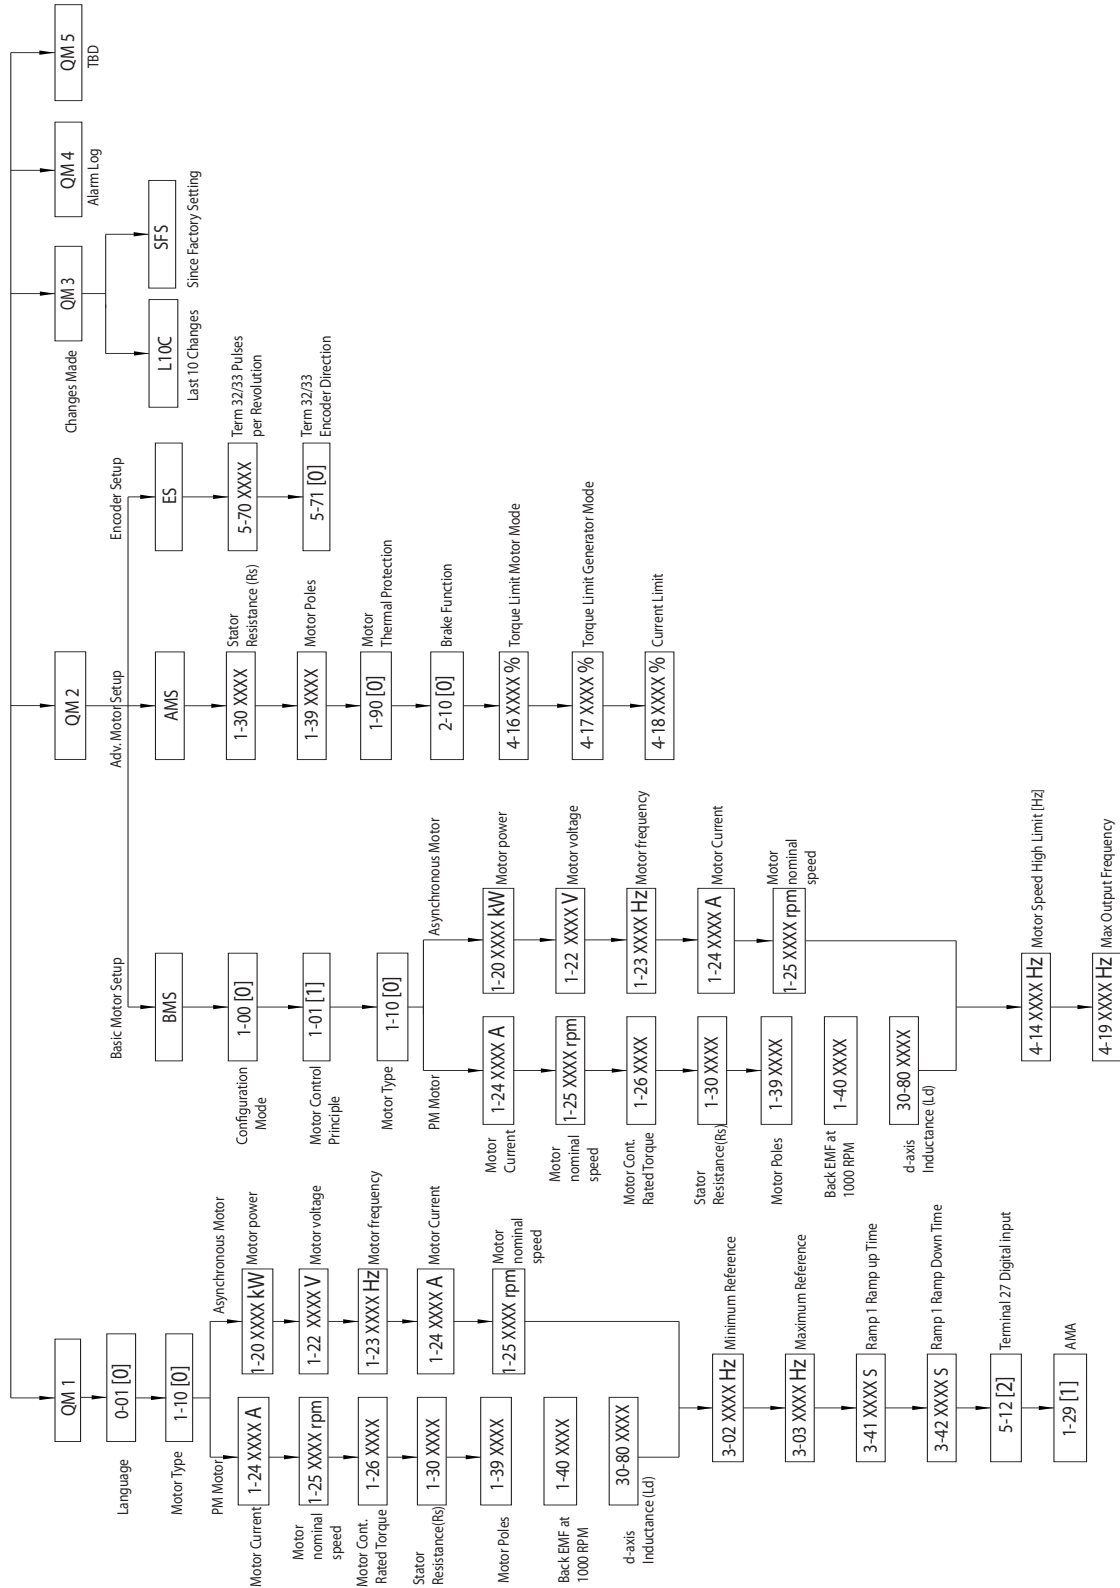 QM 1
0-01 [0]
Language
1-10 [0]
Motor Type
PM Motor
1-24 XXXX A
Motor Current
1-25 XXXX rpm
Motor
nominal
speed
1-26 XXXX
Motor Cont.
Rated Torque
1-30 XXXX
Stator
Resistance(Rs)
1-39 XXXX
Motor Poles
1-40 XXXX
Back EMF at
1000 RPM
30-80 XXXX
d-axis
Inductance (Ld)
Asynchronous Motor
1-20 XXXX kW
Motor power
1-22 XXXX V
Motor voltage
1-23 XXXX Hz
Motor frequency
1-24 XXXX A
Motor Current
1-25 XXXX rpm
Motor
nominal
speed
3-02 XXXX Hz
Minimum Reference
3-03 XXXX Hz
Maximum Reference
3-41 XXXX S
Ramp 1 Ramp up Time
3-42 XXXX S
Ramp 1 Ramp Down Time
5-12 [2]
Terminal 27 Digital input
1-29 [1]
AMA
QM 2
Basic Motor Setup
BMS
1-00 [0]
Configuration
Mode
1-01 [1]
Motor Control
Principle
1-10 [0]
Motor Type
PM Motor
1-24 XXXX A
Motor
Current
1-25 XXXX rpm
Motor
nominal
speed
1-26 XXXX
Motor Cont.
Rated Torque
1-30 XXXX
Stator
Resistance(Rs)
1-39 XXXX
Motor Poles
1-40 XXXX
Back EMF at
1000 RPM
30-80 XXXX
d-axis
Inductance (Ld)
Asynchronous Motor
1-20 XXXX kW
Motor power
1-22 XXXX V
Motor voltage
1-23 XXXX Hz
Motor frequency
1-24 XXXX A
Motor Current
1-25 XXXX rpm
Motor
nominal
speed
4-14 XXXX Hz
Motor Speed High Limit [Hz]
4-19 XXXX Hz
Max Output Frequency
Adv. Motor Setup
AMS
1-30 XXXX
Stator
Resistance (Rs)
1-39 XXXX
Motor Poles
1-90 [0]
Motor
Thermal Protection
2-10 [0]
Brake Function
4-16 XXXX %
Torque Limit Motor Mode
4-17 XXXX %
Torque Limit Generator Mode
4-18 XXXX %
Current Limit
Encoder Setup
ES
5-70 XXXX
Term 32/33 Pulses
per Revolution
5-71 [0]
Term 32/33
Encoder Direction
QM 3
Changes Made
L10C
Last 10 Changes
SFS
Since Factory Setting
QM 4
Alarm Log
QM 5
TBD